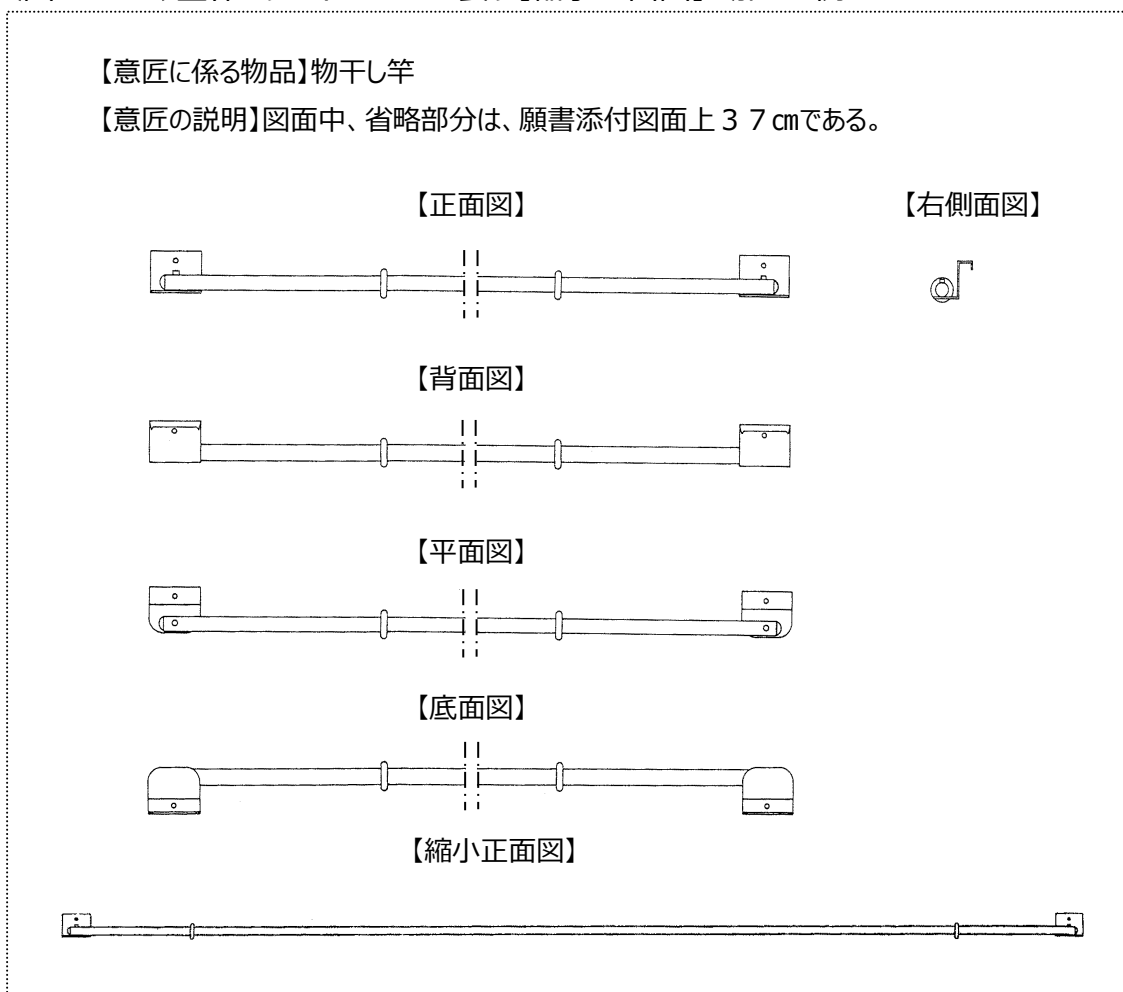 【意匠に係る物品】物干し竿
【意匠の説明】図面中、省略部分は、願書添付図面上37㎝である。
【正面図】
【右側面図】
【背面図】
【平面図】
【底面図】
【縮小正面図】